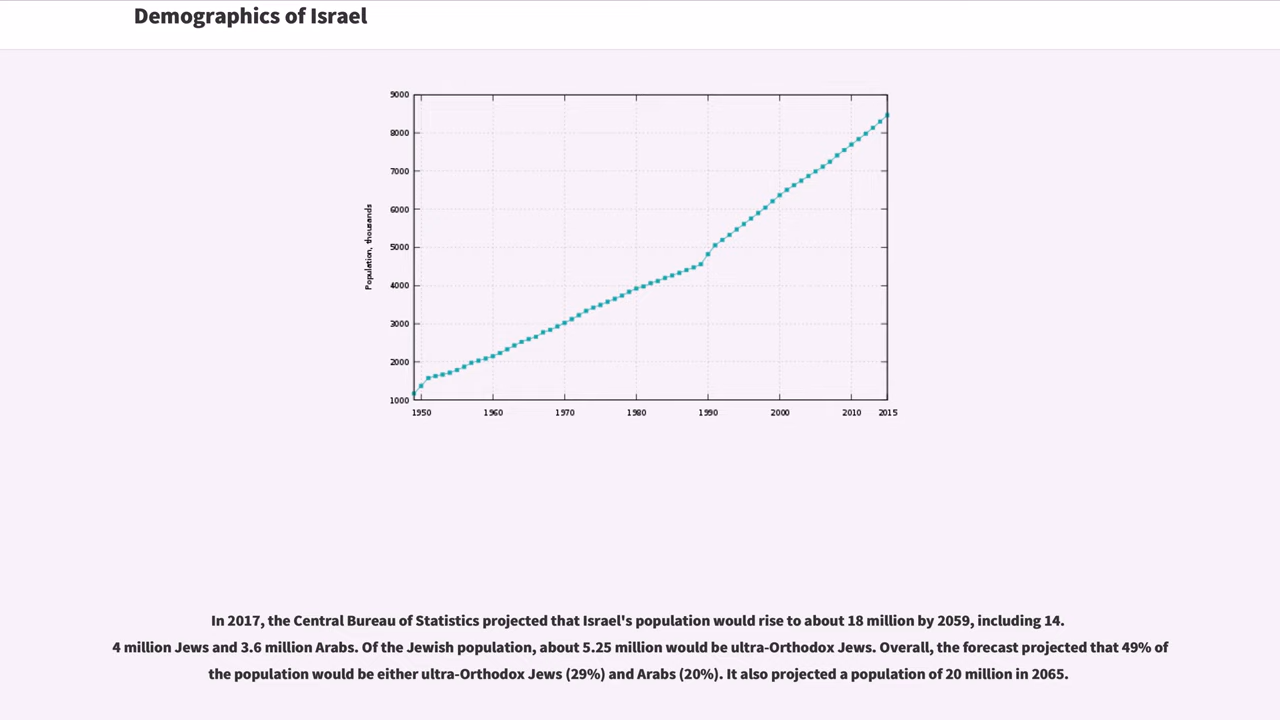 Demographics of Israel
9000
8000
7000
6000
5000
4000
3000
2000
1000
Population, thousands
1950 1960 1970 1980 1990 2000 2010 2015
In 2017, the Central Bureau of Statistics projected that Israel's population would rise to about 18 million by 2059, including 14.
4 million Jews and 3.6 million Arabs. Of the Jewish population, about 5.25 million would be ultra-Orthodox Jews. Overall, the forecast projected that 49% of
the population would be either ultra-Orthodox Jews (29%) and Arabs (20%). It also projected a population of 20 million in 2065.